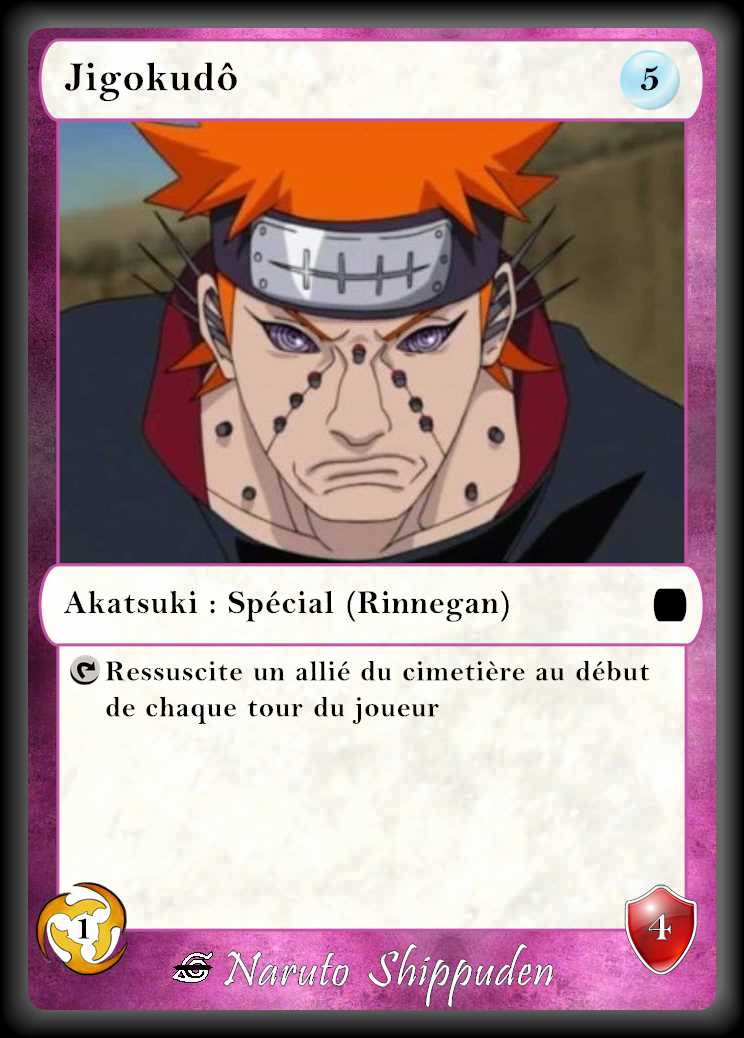 Jigokudô
5
Akatsuki : Spécial (Rinnegan)
Ressuscite un allié du cimetière au début
de chaque tour du joueur
1
4
Naruto Shippuden